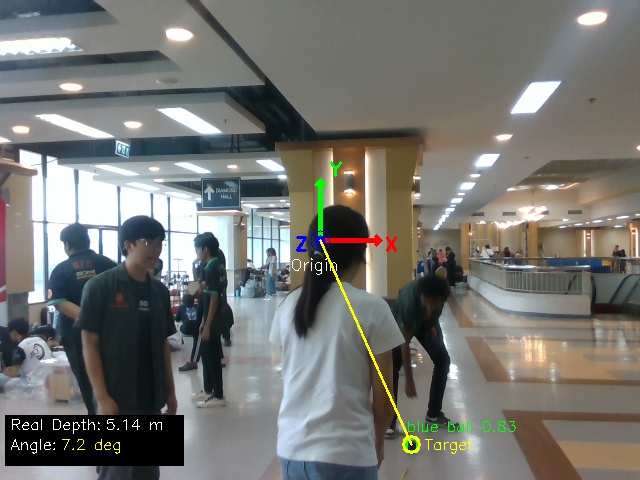 DIAMOND
HALL
Y
Z
X
Origin
blue ball 0.83
Target
Real Depth: 5.14 m
Angle: 7.2 deg